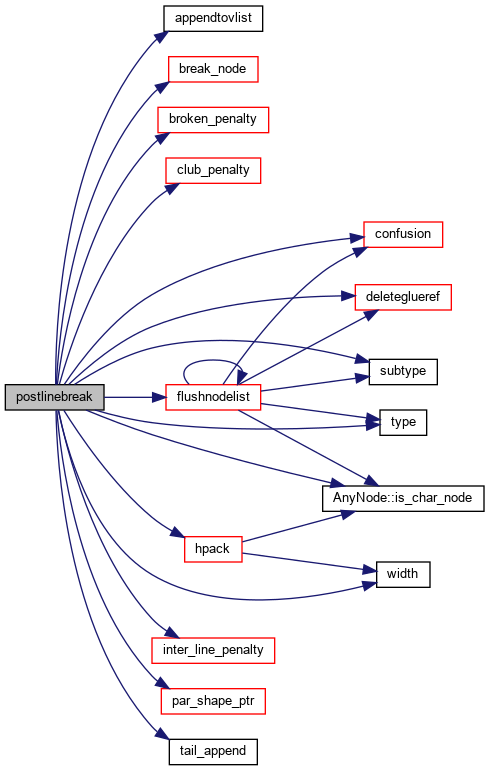 appendtovlist
break_node
broken_penalty
club_penalty
confusion
deleteglueref
subtype
postlinebreak
flushnodelist
type
AnyNode::is_char_node
hpack
width
inter_line_penalty
par_shape_ptr
tail_append